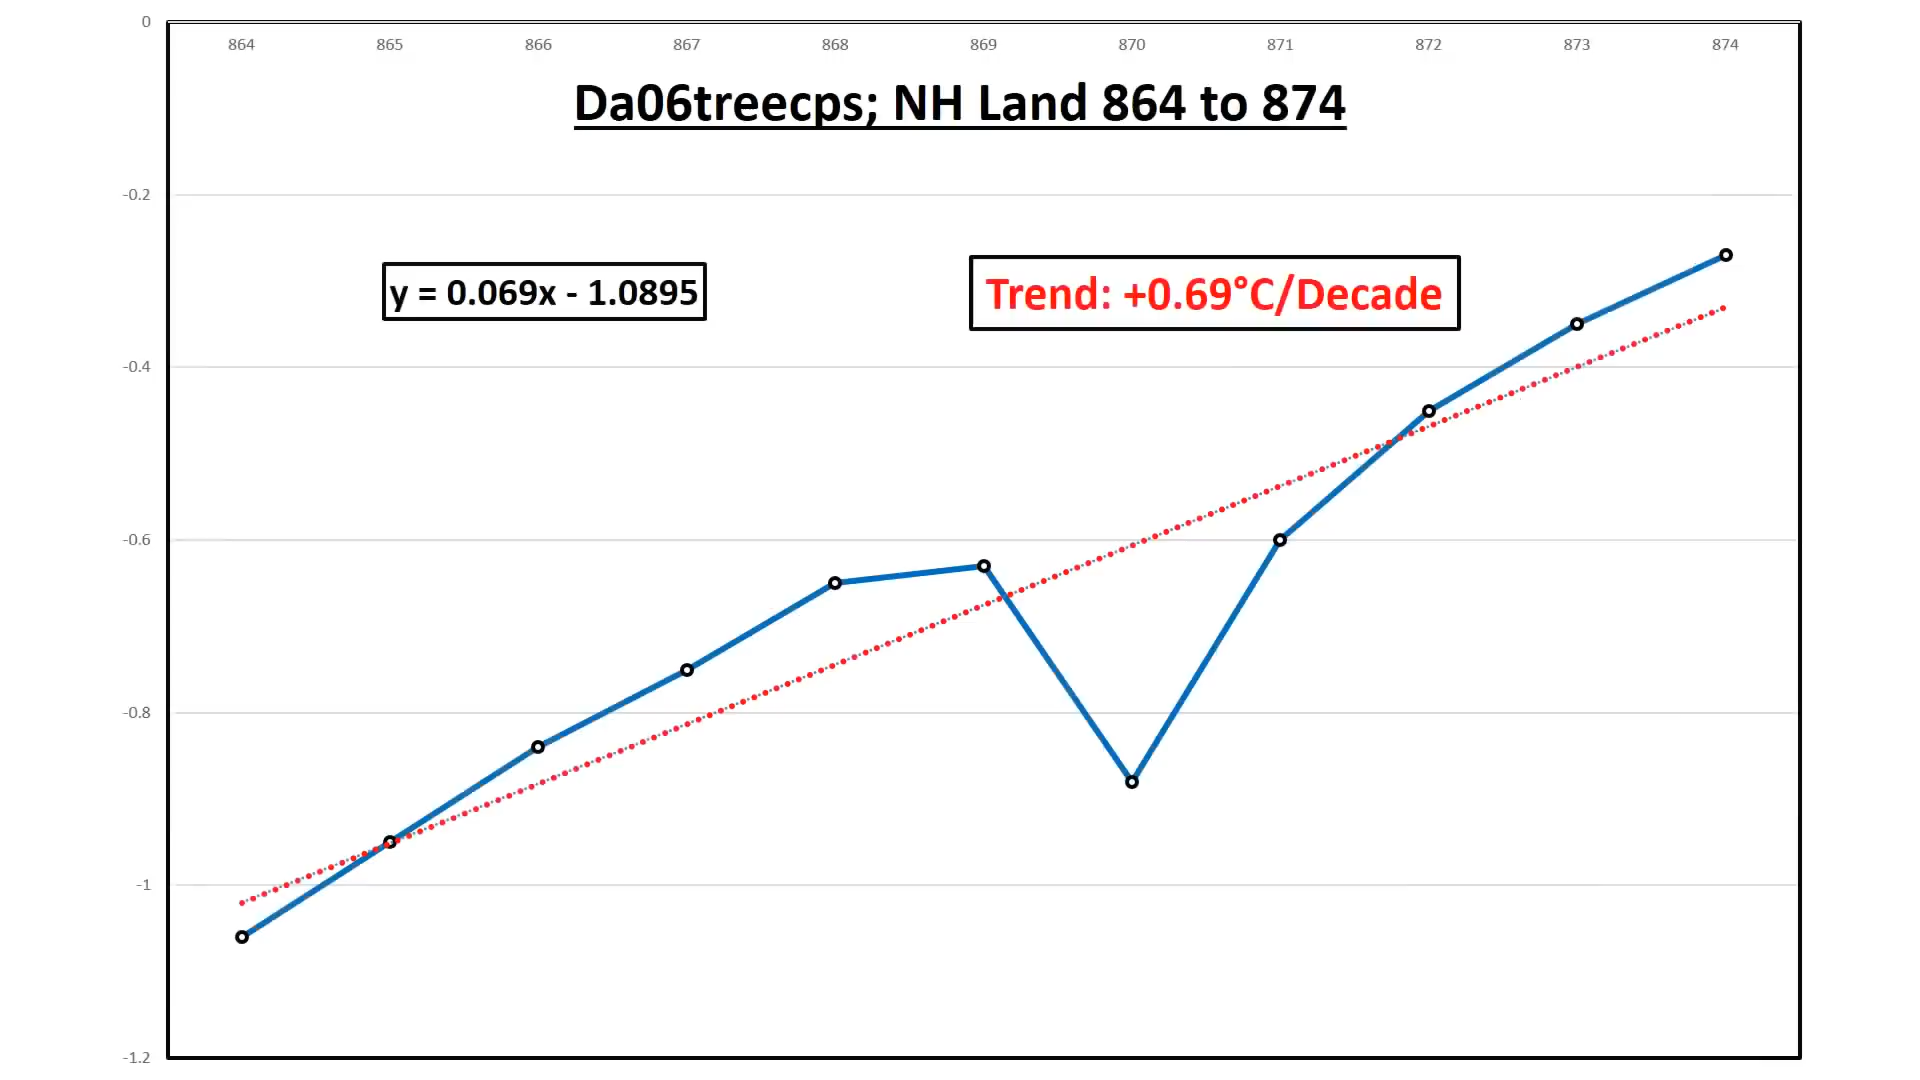 0
864 865 866 867 868 869 870 871 872 873 874
Da06treecps; NH Land 864 to 874
-0.2
y = 0.069x - 1.0895
Trend: +0.69°C/Decade
-0.4
-0.6
-0.8
-1
-1.2